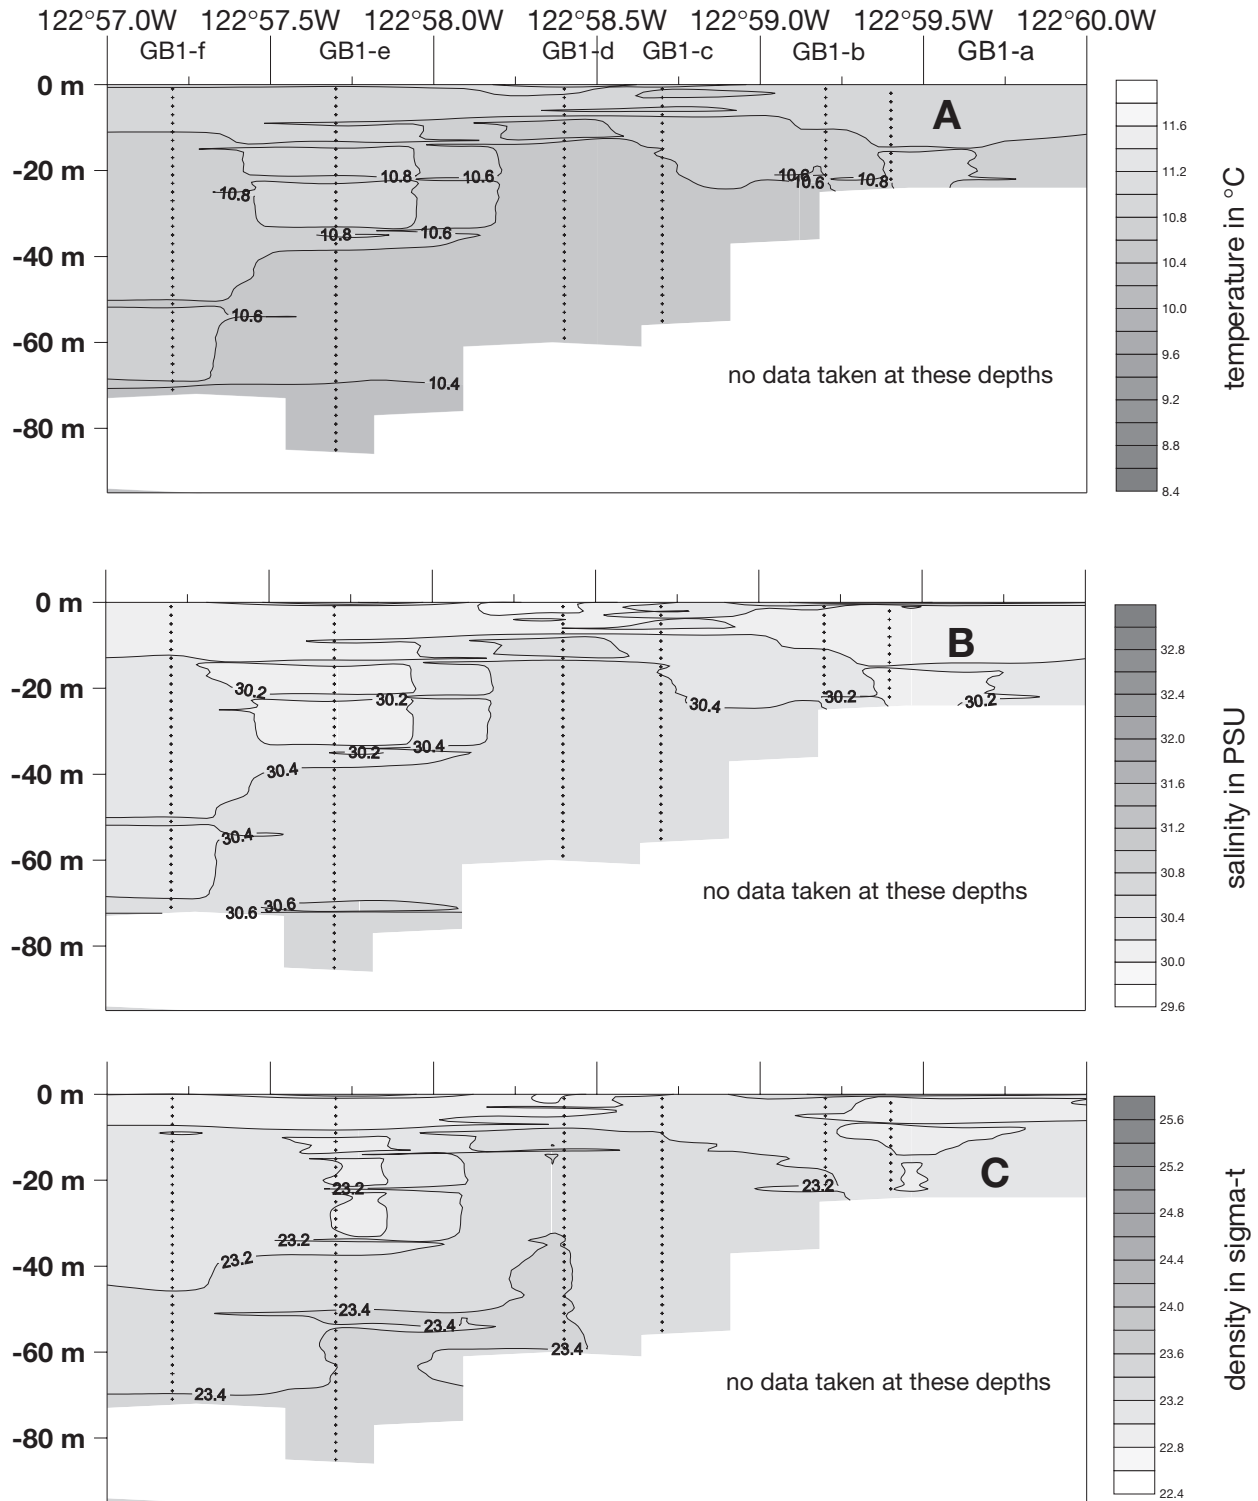 122°57.0W 122°57.5W 122°58.0W 122°58.5W 122°59.0W 122°59.5W 122°60.0W
GB1-f GB1-e GB1-d GB1-c GB1-b GB1-a
0 m
-20 m
-40 m
-60 m
-80 m
A
10.8 10.6
10.8
10.8 10.6
10.6
10.4
10.6
10.6
10.8
no data taken at these depths
11.6
11.2
10.8
10.4
10.0
9.6
9.2
8.8
8.4
temperature in °C
0 m
-20 m
-40 m
-60 m
-80 m
B
30.2
30.2
30.2 30.4
30.4
30.4
30.6
30.6
30.4
30.2
30.2
no data taken at these depths
32.8
32.4
32.0
31.6
31.2
30.8
30.4
30.0
29.6
salinity in PSU
0 m
-20 m
-40 m
-60 m
-80 m
C
23.2
23.2
23.2
23.4
23.4
23.4
23.4
23.2
no data taken at these depths
25.6
25.2
24.8
24.4
24.0
23.6
23.2
22.8
22.4
density in sigma-t